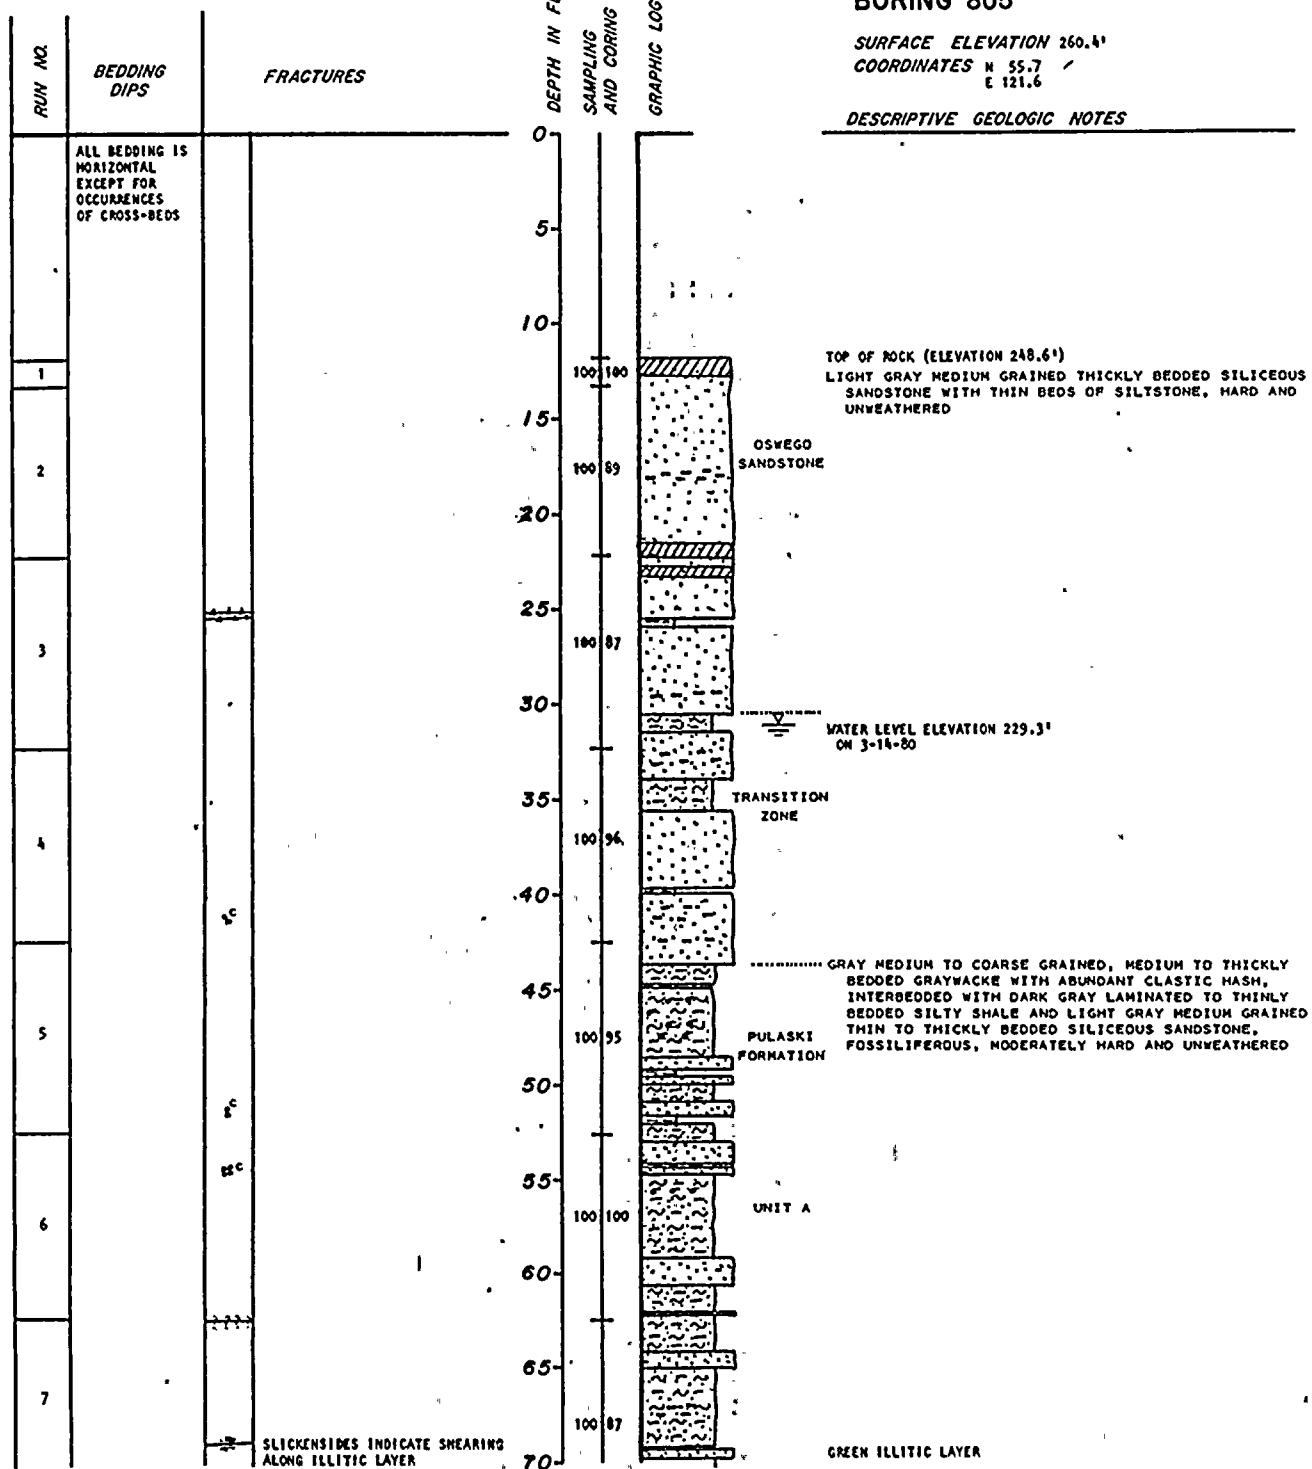 BORING 805
SURFACE ELEVATION 260.4'
COORDINATES N 55.7
E 121.6
RUN NO.
BEDDING
DIPS
FRACTURES
DEPTH IN
SAMPLING
AND CORING
GRAPHIC LOG
DESCRIPTIVE GEOLOGIC NOTES
ALL BEDDING IS
HORIZONTAL
EXCEPT FOR
OCCURRENCES
OF CROSS-BEDS
0
5
10
TOP OF ROCK (ELEVATION 248.6')
1
100 100
LIGHT GRAY MEDIUM GRAINED THICKLY BEDDED SILICEOUS
SANDSTONE WITH THIN BEDS OF SILTSTONE, HARD AND
UNWEATHERED
15
OSWEGO
SANDSTONE
2
100 89
20
25
3
100 87
30
WATER LEVEL ELEVATION 229.3'
ON 3-14-80
35
TRANSITION
ZONE
4
100 96
40
C
GRAY MEDIUM TO COARSE GRAINED, MEDIUM TO THICKLY
BEDDED GRAYWACKE WITH ABUNDANT CLASTIC HASH,
INTERBEDDED WITH DARK GRAY LAMINATED TO THINLY
BEDDED SILTY SHALE AND LIGHT GRAY MEDIUM GRAINED
THIN TO THICKLY BEDDED SILICEOUS SANDSTONE,
FOSSILIFEROUS, MODERATELY HARD AND UNWEATHERED
45
5
100 95
PULASKI
FORMATION
50
C
C
55
UNIT A
6
100 100
60
65
7
100 87
SLICKENSIDES INDICATE SHEARING
ALONG ILLITIC LAYER
70
GREEN ILLITIC LAYER